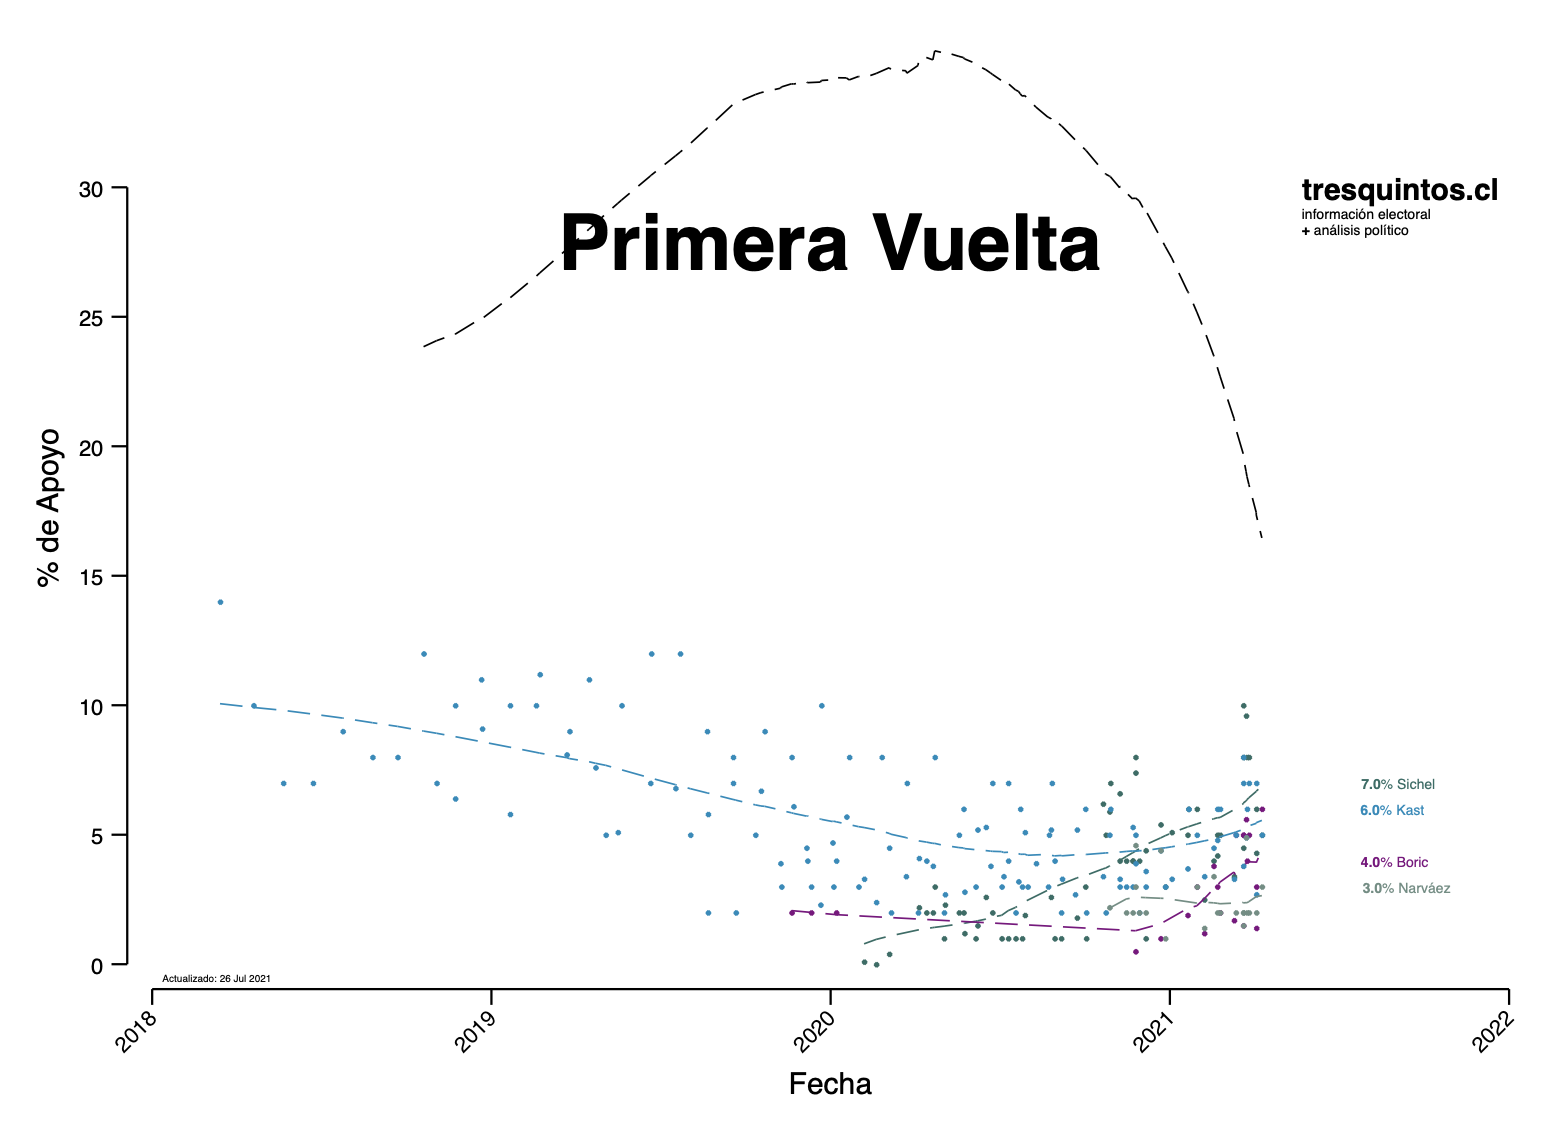 Primera Vuelta
tresquintos.cl
información electoral
+ análisis político
% de Apoyo
30
25
20
15
10
5
0
7.0% Sichel
6.0% Kast
4.0% Boric
3.0% Narváez
Actualizado: 26 Jul 2021
2018
2019
2020
2021
2022
Fecha